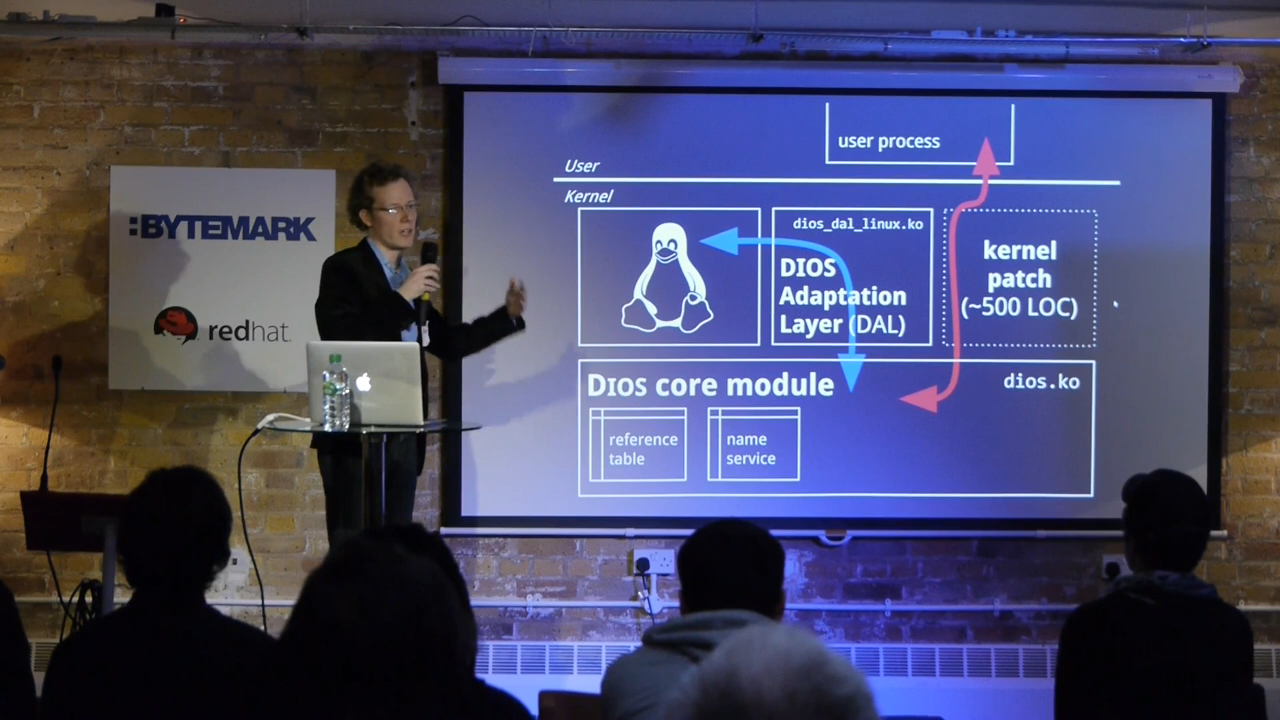 :BYTEMARK
redhat.
user process
User
Kernel
dios_dal_linux.ko
DIOS
Adaptation
Layer (DAL)
kernel
patch
(~500 LOC)
DIOS core module
dios.ko
reference
table
name
service